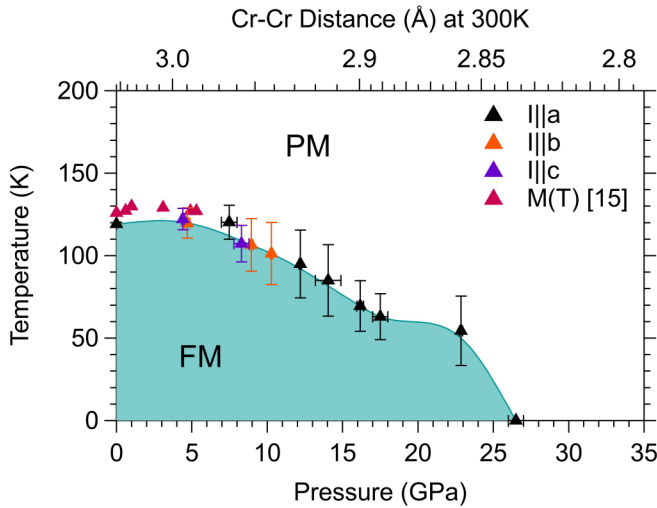 Cr-Cr Distance (Å) at 300K
3.0 2.9 2.85 2.8
200
150
100
50
0
Temperature (K)
PM
FM
I||a
I||b
I||c
M(T) [15]
0 5 10 15 20 25 30 35
Pressure (GPa)